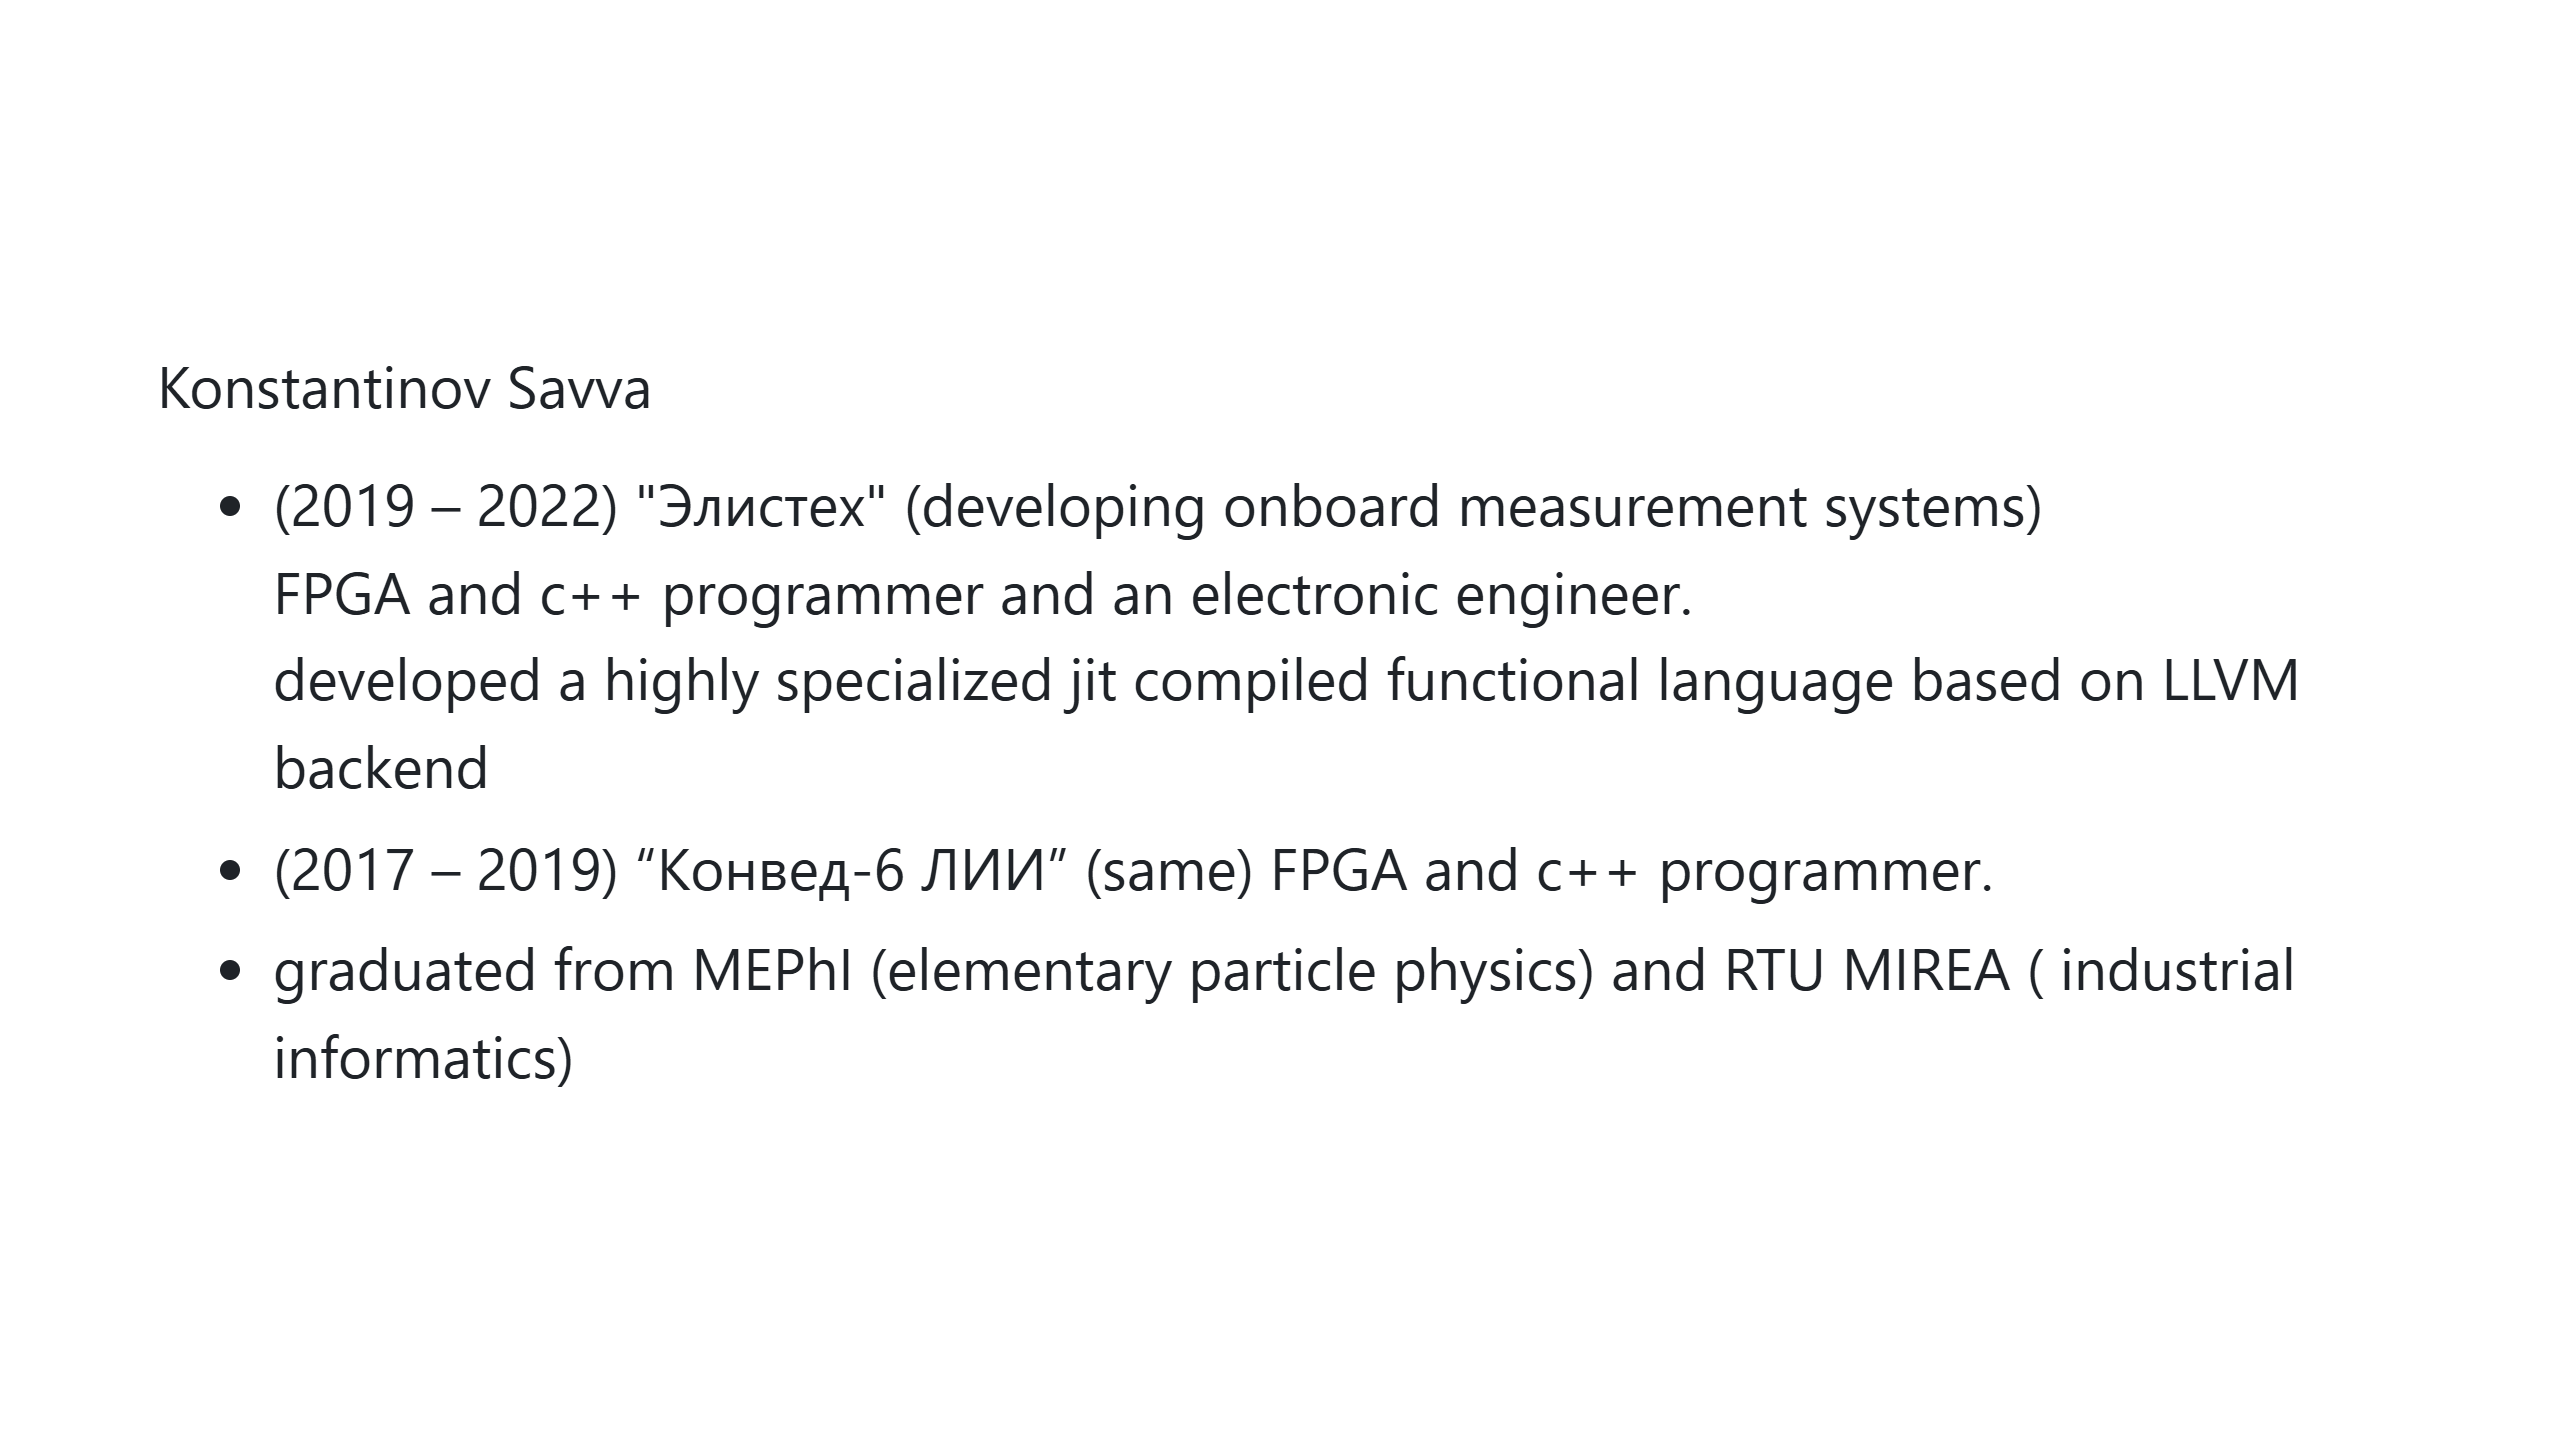 Konstantinov Savva
• (2019 – 2022) "Элистех" (developing onboard measurement systems)
FPGA and c++ programmer and an electronic engineer.
developed a highly specialized jit compiled functional language based on LLVM
backend
• (2017 – 2019) “Конвед-6 ЛИИ” (same) FPGA and c++ programmer.
• graduated from MEPhI (elementary particle physics) and RTU MIREA ( industrial
informatics)